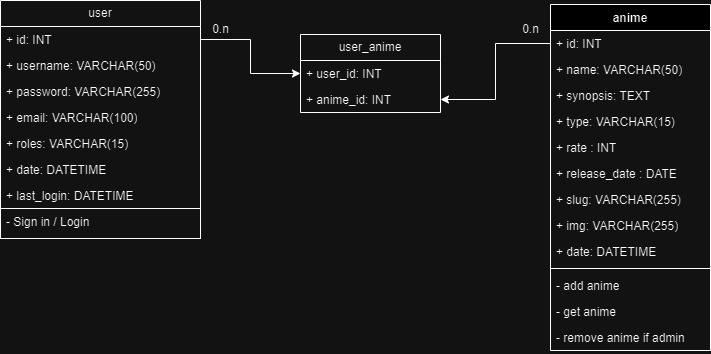 user
+ id: INT
+ username: VARCHAR(50)
+ password: VARCHAR(255)
+ email: VARCHAR(100)
+ roles: VARCHAR(15)
+ date: DATETIME
+ last_login: DATETIME
- Sign in / Login
0.n
user_anime
+ user_id: INT
+ anime_id: INT
0.n
anime
+ id: INT
+ name: VARCHAR(50)
+ synopsis: TEXT
+ type: VARCHAR(15)
+ rate : INT
+ release_date : DATE
+ slug: VARCHAR(255)
+ img: VARCHAR(255)
+ date: DATETIME
- add anime
- get anime
- remove anime if admin